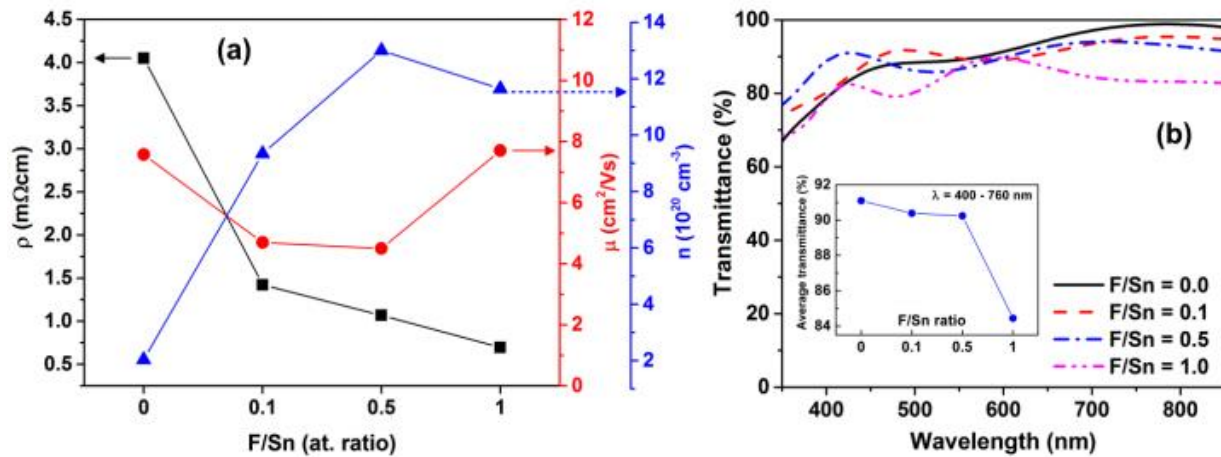 (a)
ρ (mΩcm)
4.5
4.0
3.5
3.0
2.5
2.0
1.5
1.0
0.5
0 0.1 0.5 1
F/Sn (at. ratio)
12
10
8
6
4
2
0
μ (cm²/Vs)
14
12
10
8
6
4
2
n (10²⁰ cm⁻³)
(b)
Transmittance (%)
100
80
60
40
20
0
400 500 600 700 800
Wavelength (nm)
F/Sn = 0.0
F/Sn = 0.1
F/Sn = 0.5
F/Sn = 1.0
λ = 400 - 760 nm
Average transmittance (%)
92
90
88
86
84
0 0.1 0.5 1
F/Sn ratio